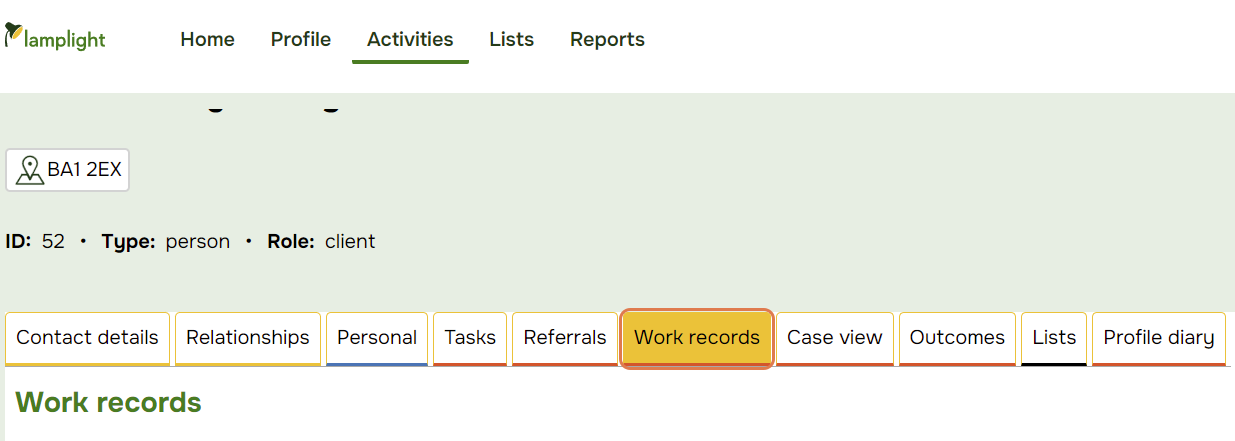 lamplight Home Profile Activities Lists Reports
BA1 2EX
ID: 52 • Type: person • Role: client
Contact details Relationships Personal Tasks Referrals Work records Case view Outcomes Lists Profile diary
Work records